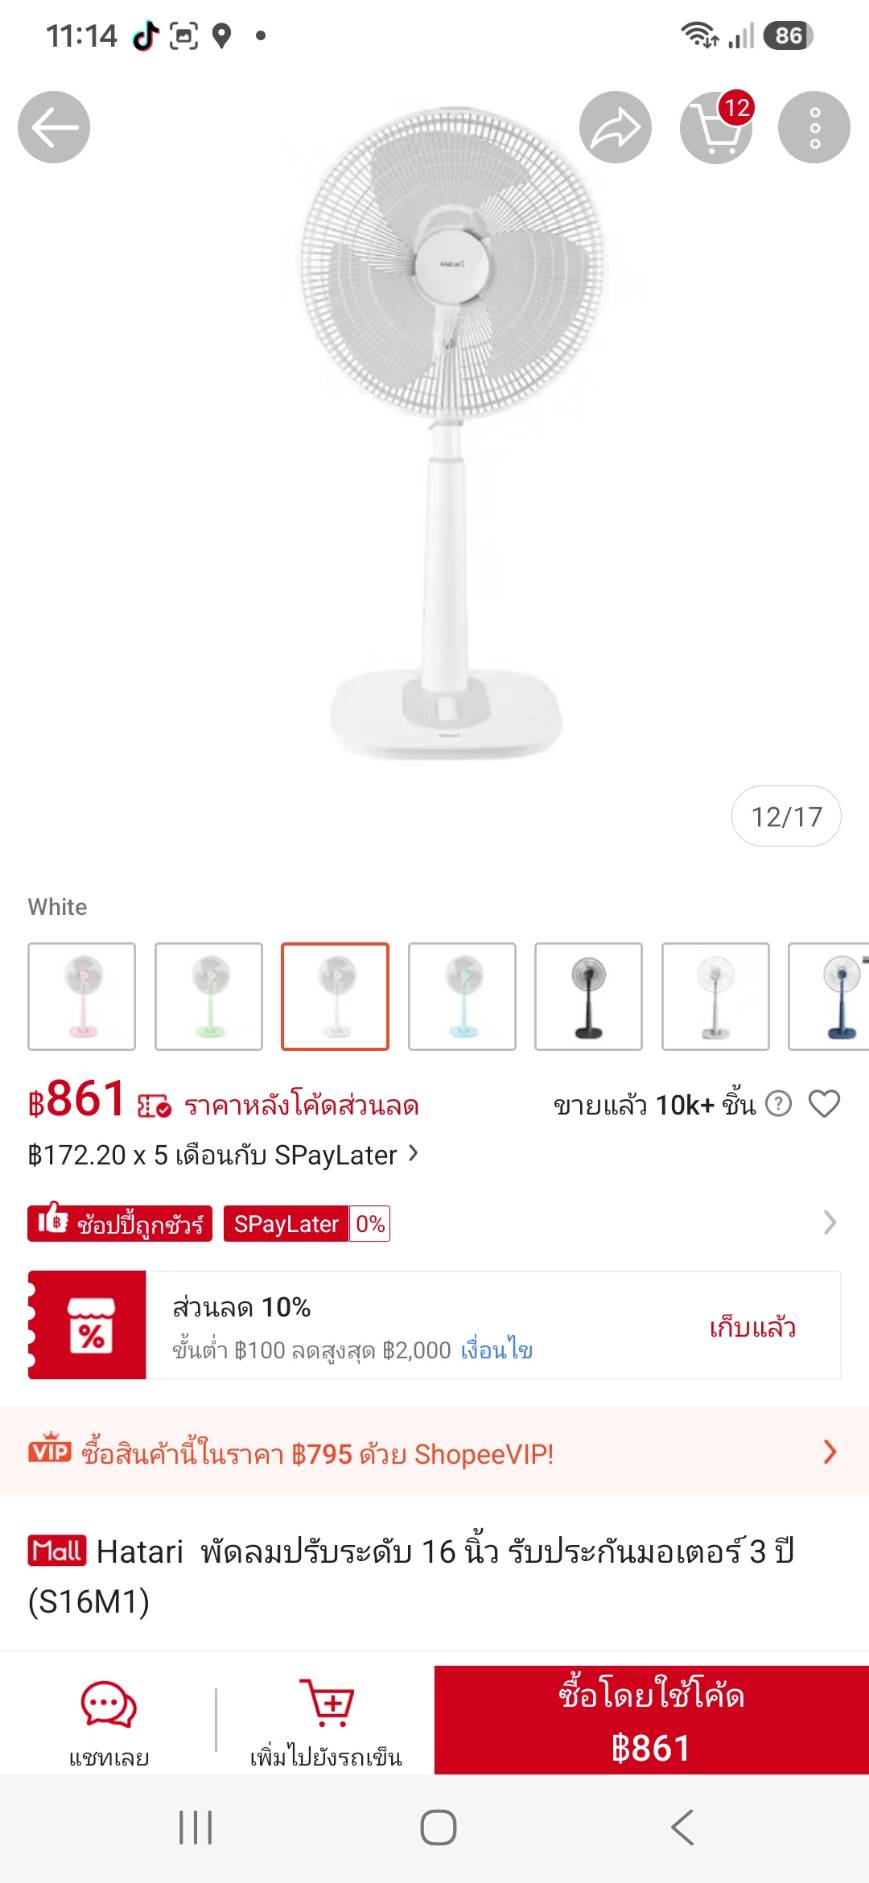 11:14
86
12
Hatari
12/17
White
฿861 ราคาหลังโค้ดส่วนลด
ขายแล้ว 10k+ ชิ้น ?
฿172.20 x 5 เดือนกับ SPayLater >
฿ ช้อปปี้ถูกชัวร์ SPayLater 0%
ส่วนลด 10%
%
ขั้นต่ำ ฿100 ลดสูงสุด ฿2,000 เงื่อนไข
เก็บแล้ว
VIP ซื้อสินค้านี้ในราคา ฿795 ด้วย ShopeeVIP!
Mall Hatari พัดลมปรับระดับ 16 นิ้ว รับประกันมอเตอร์ 3 ปี
(S16M1)
แชทเลย
เพิ่มไปยังรถเข็น
ซื้อโดยใช้โค้ด
฿861